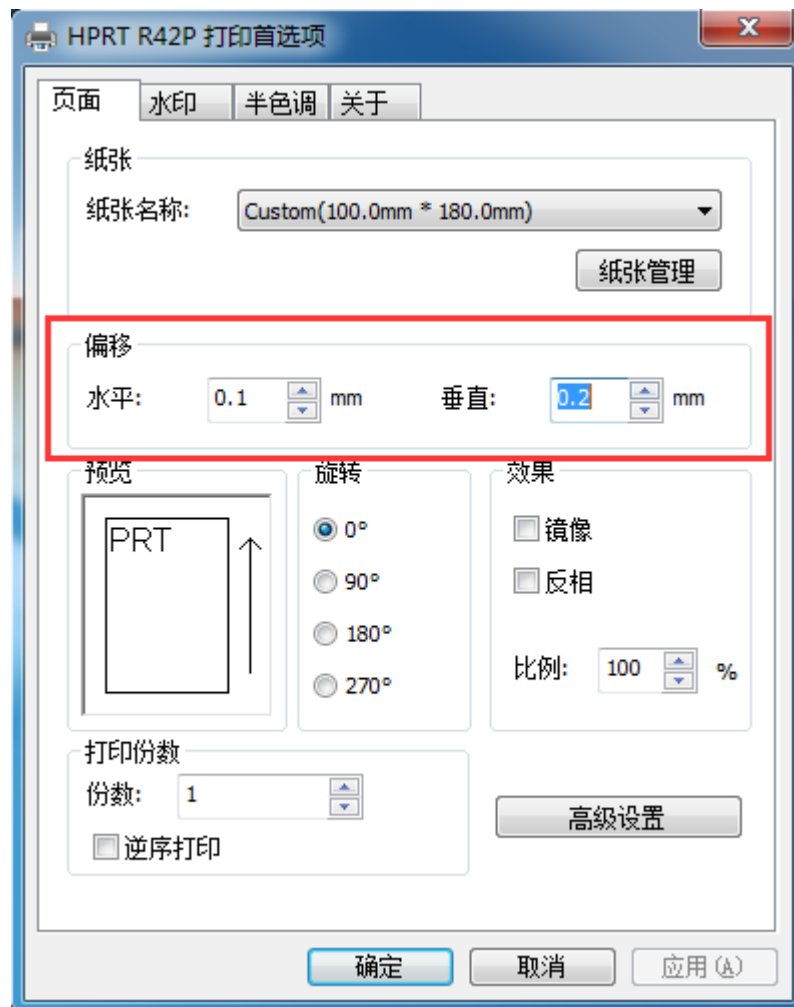 HPRT R42P 打印首选项
页面 水印 半色调 关于
纸张
纸张名称: Custom(100.0mm * 180.0mm)
纸张管理
偏移
水平: 0.1 mm 垂直: 0.2 mm
预览 旋转 效果
PRT 0° 镜像
90° 反相
180°
比例: 100 %
270°
打印份数
份数: 1
高级设置
逆序打印
确定 取消 应用(A)